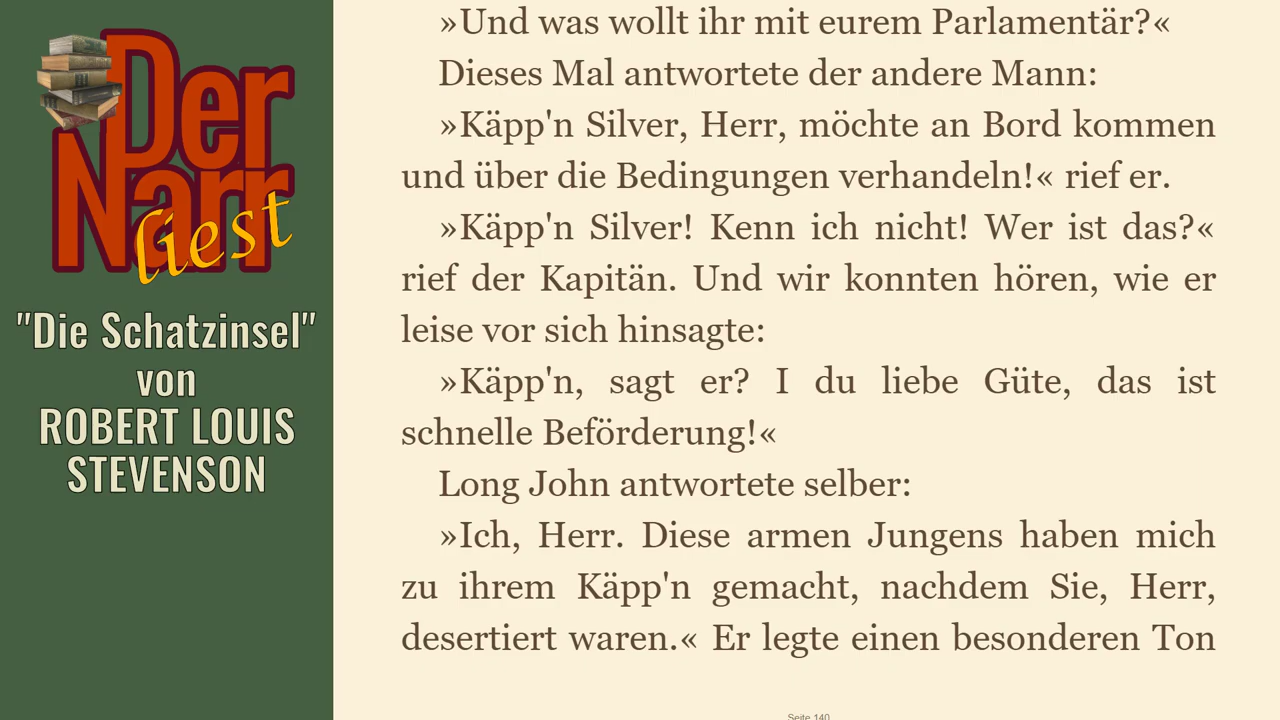 Der
Narr
liest
"Die Schatzinsel"
von
ROBERT LOUIS
STEVENSON
»Und was wollt ihr mit eurem Parlamentär?«
Dieses Mal antwortete der andere Mann:
»Käpp'n Silver, Herr, möchte an Bord kommen
und über die Bedingungen verhandeln!« rief er.
»Käpp'n Silver! Kenn ich nicht! Wer ist das?«
rief der Kapitän. Und wir konnten hören, wie er
leise vor sich hinsagte:
»Käpp'n, sagt er? I du liebe Güte, das ist
schnelle Beförderung!«
Long John antwortete selber:
»Ich, Herr. Diese armen Jungens haben mich
zu ihrem Käpp'n gemacht, nachdem Sie, Herr,
desertiert waren.« Er legte einen besonderen Ton
Seite 140